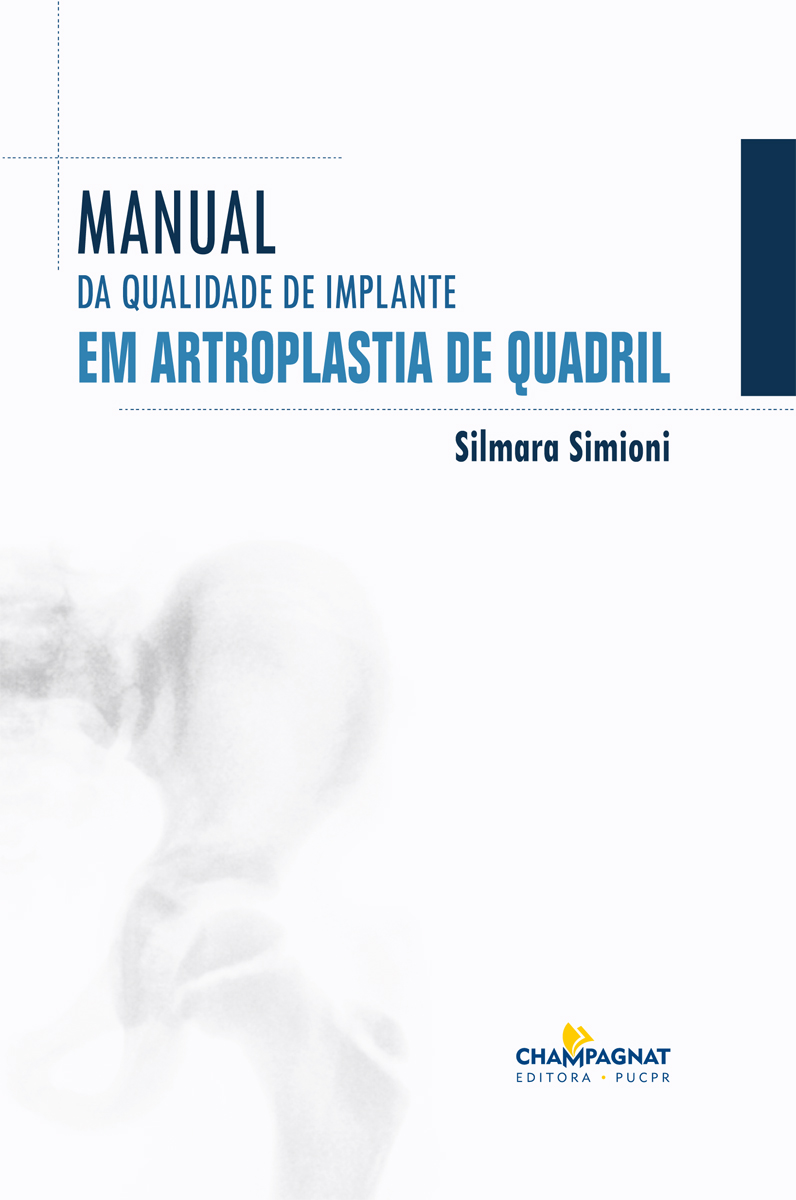 MANUAL
DA QUALIDADE DE IMPLANTE
EM ARTROPLASTIA DE QUADRIL
Silmara Simioni
CHAMPAGNAT
EDITORA • PUCPR